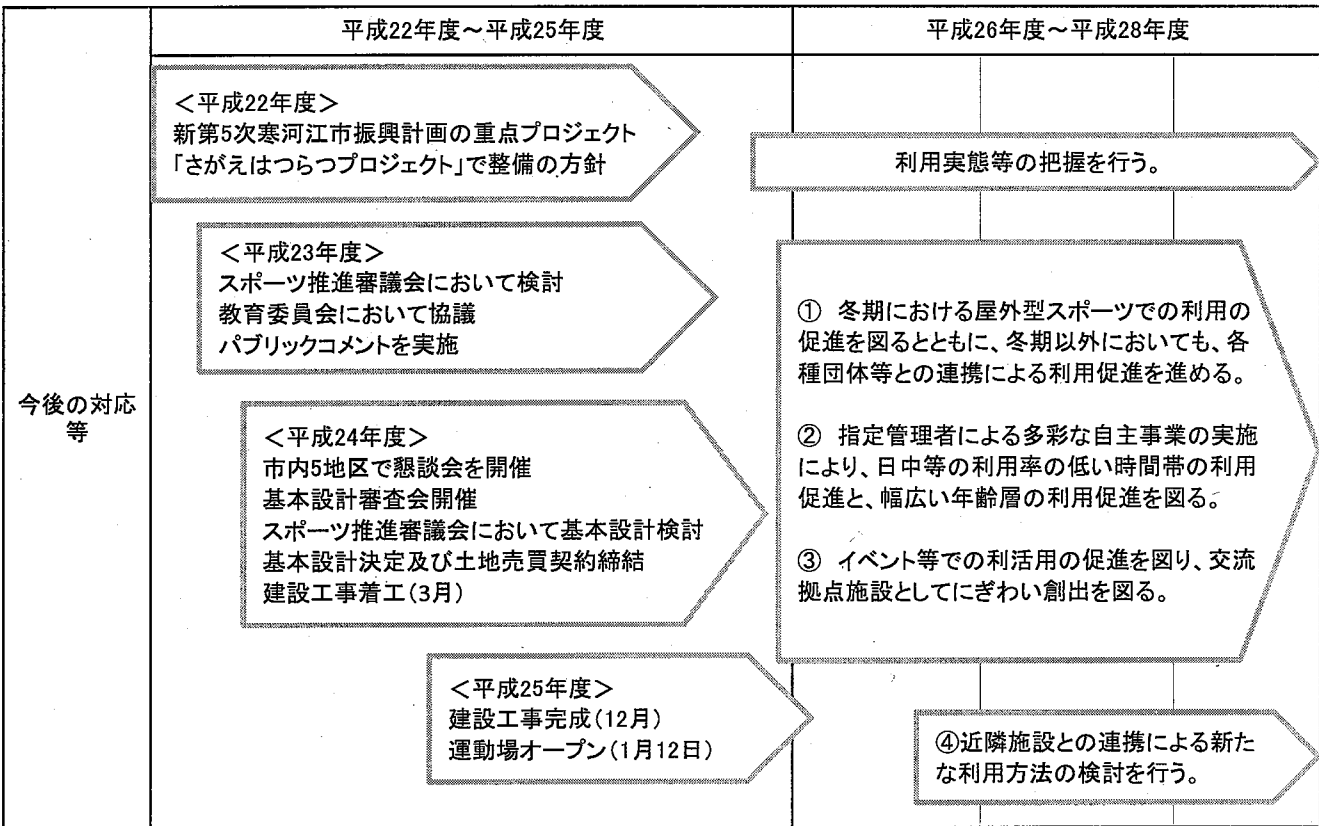 平成22年度～平成25年度
平成26年度～平成28年度
今後の対応
等
＜平成22年度＞
新第5次寒河江市振興計画の重点プロジェクト
「さがえはつらつプロジェクト」で整備の方針
＜平成23年度＞
スポーツ推進審議会において検討
教育委員会において協議
パブリックコメントを実施
＜平成24年度＞
市内5地区で懇談会を開催
基本設計審査会開催
スポーツ推進審議会において基本設計検討
基本設計決定及び土地売買契約締結
建設工事着工（3月）
＜平成25年度＞
建設工事完成（12月）
運動場オープン（1月12日）
利用実態等の把握を行う。
① 冬期における屋外型スポーツでの利用の
促進を図るとともに、冬期以外においても、各
種団体等との連携による利用促進を進める。
② 指定管理者による多彩な自主事業の実施
により、日中等の利用率の低い時間帯の利用
促進と、幅広い年齢層の利用促進を図る。
③ イベント等での利活用の促進を図り、交流
拠点施設としてにぎわい創出を図る。
④近隣施設との連携による新た
な利用方法の検討を行う。